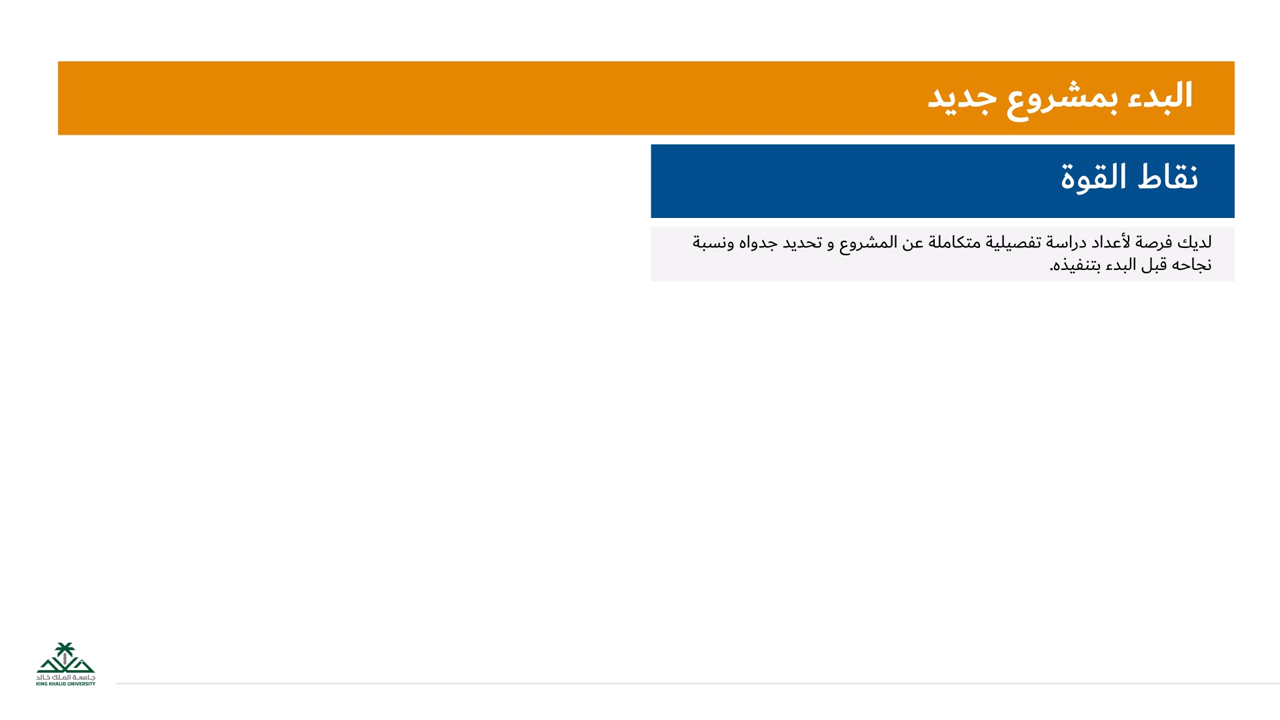 البدء بمشروع جديد
نقاط القوة
لديك فرصة لأعداد دراسة تفصيلية متكاملة عن المشروع و تحديد جدواه ونسبة
نجاحه قبل البدء بتنفيذه.
جامعة الملك خالد
KING KHALID UNIVERSITY